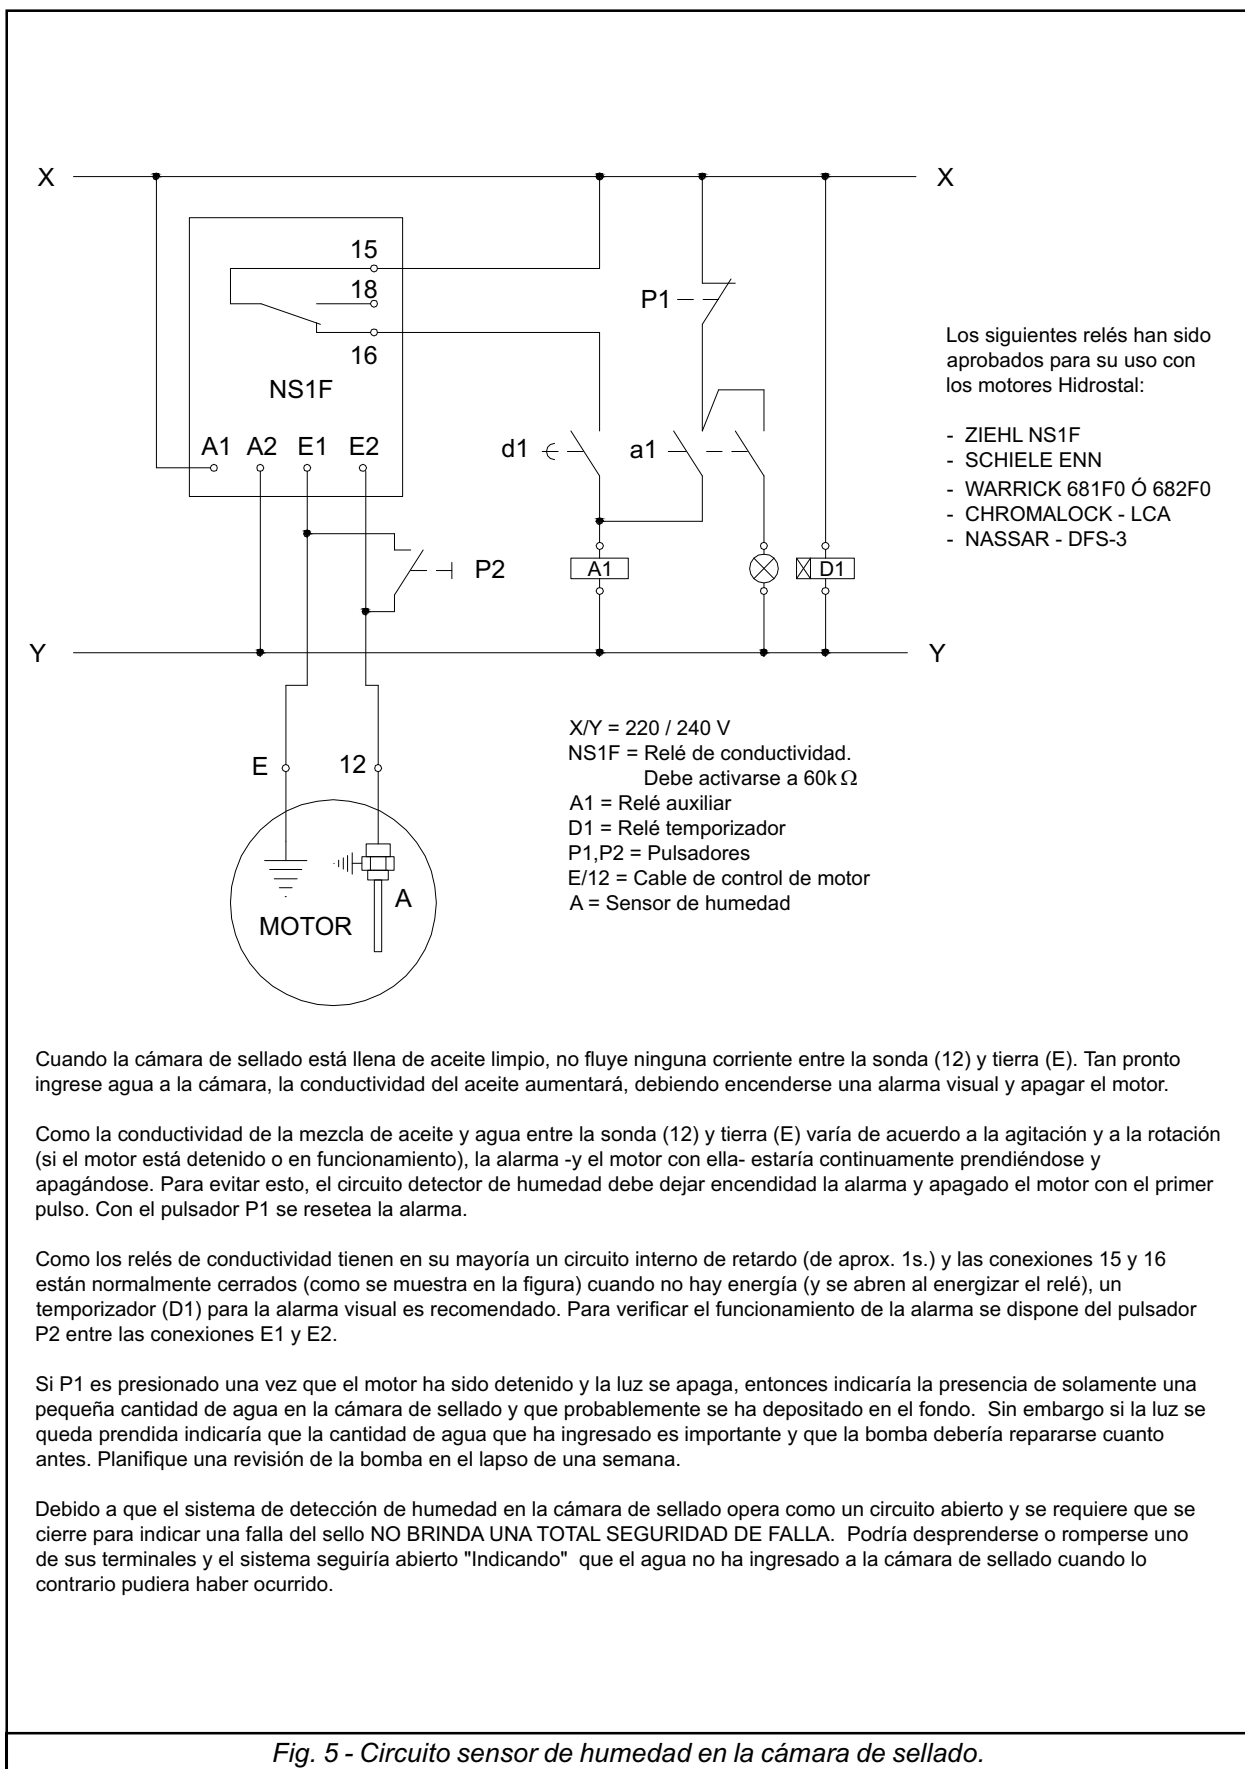 X
X
15
18
16
NS1F
A1 A2 E1 E2
P1
d1
a1
P2
A1
D1
Y
Y
Los siguientes relés han sido
aprobados para su uso con
los motores Hidrostal:
- ZIEHL NS1F
- SCHIELE ENN
- WARRICK 681F0 Ó 682F0
- CHROMALOCK - LCA
- NASSAR - DFS-3
E
12
A
MOTOR
X/Y = 220 / 240 V
NS1F = Relé de conductividad.
Debe activarse a 60k Ω
A1 = Relé auxiliar
D1 = Relé temporizador
P1,P2 = Pulsadores
E/12 = Cable de control de motor
A = Sensor de humedad
Cuando la cámara de sellado está llena de aceite limpio, no fluye ninguna corriente entre la sonda (12) y tierra (E). Tan pronto
ingrese agua a la cámara, la conductividad del aceite aumentará, debiendo encenderse una alarma visual y apagar el motor.
Como la conductividad de la mezcla de aceite y agua entre la sonda (12) y tierra (E) varía de acuerdo a la agitación y a la rotación
(si el motor está detenido o en funcionamiento), la alarma -y el motor con ella- estaría continuamente prendiéndose y
apagándose. Para evitar esto, el circuito detector de humedad debe dejar encendidad la alarma y apagado el motor con el primer
pulso. Con el pulsador P1 se resetea la alarma.
Como los relés de conductividad tienen en su mayoría un circuito interno de retardo (de aprox. 1s.) y las conexiones 15 y 16
están normalmente cerrados (como se muestra en la figura) cuando no hay energía (y se abren al energizar el relé), un
temporizador (D1) para la alarma visual es recomendado. Para verificar el funcionamiento de la alarma se dispone del pulsador
P2 entre las conexiones E1 y E2.
Si P1 es presionado una vez que el motor ha sido detenido y la luz se apaga, entonces indicaría la presencia de solamente una
pequeña cantidad de agua en la cámara de sellado y que probablemente se ha depositado en el fondo. Sin embargo si la luz se
queda prendida indicaría que la cantidad de agua que ha ingresado es importante y que la bomba debería repararse cuanto
antes. Planifique una revisión de la bomba en el lapso de una semana.
Debido a que el sistema de detección de humedad en la cámara de sellado opera como un circuito abierto y se requiere que se
cierre para indicar una falla del sello NO BRINDA UNA TOTAL SEGURIDAD DE FALLA. Podría desprenderse o romperse uno
de sus terminales y el sistema seguiría abierto "Indicando" que el agua no ha ingresado a la cámara de sellado cuando lo
contrario pudiera haber ocurrido.
Fig. 5 - Circuito sensor de humedad en la cámara de sellado.